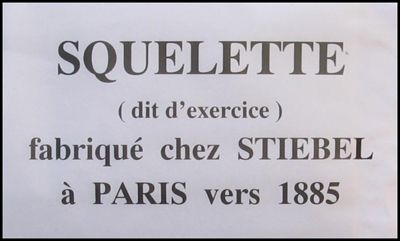 SQUELETTE
( dit d'exercice )
fabriqué chez STIEBEL
à PARIS vers 1885